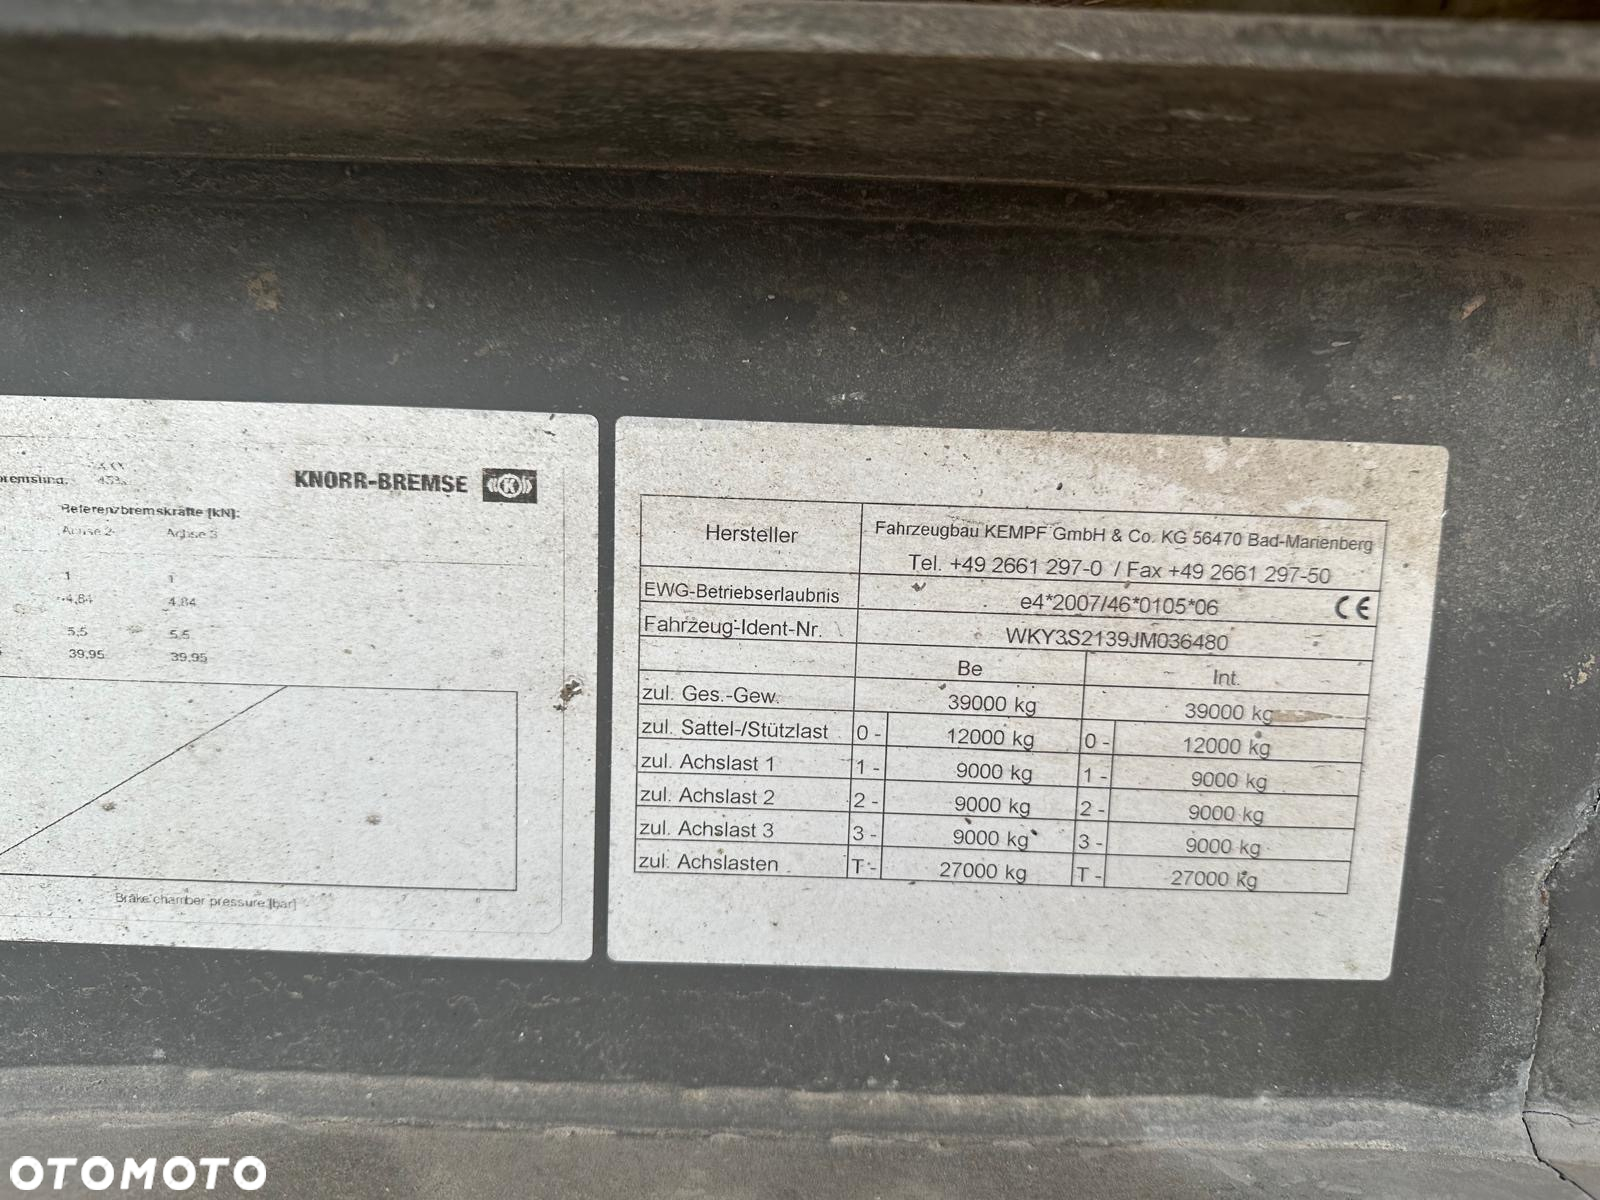 KNORR-BREMSE
Referenzbremskräfte [kN]:
Achse 2 Achse 3
1 1
4,84 4,84
5,5 5,5
39,95 39,95
Brake chamber pressure [bar]
Hersteller Fahrzeugbau KEMPF GmbH & Co. KG 56470 Bad-Marienberg
Tel. +49 2661 297-0 / Fax +49 2661 297-50
EWG-Betriebserlaubnis e4*2007/46*0105*06 CE
Fahrzeug-Ident-Nr. WKY3S2139JM036480
Be Int.
zul. Ges.-Gew. 39000 kg 39000 kg
zul. Sattel-/Stützlast 0 - 12000 kg 0 - 12000 kg
zul. Achslast 1 1 - 9000 kg 1 - 9000 kg
zul. Achslast 2 2 - 9000 kg 2 - 9000 kg
zul. Achslast 3 3 - 9000 kg 3 - 9000 kg
zul. Achslasten T - 27000 kg T - 27000 kg
OTOMOTO